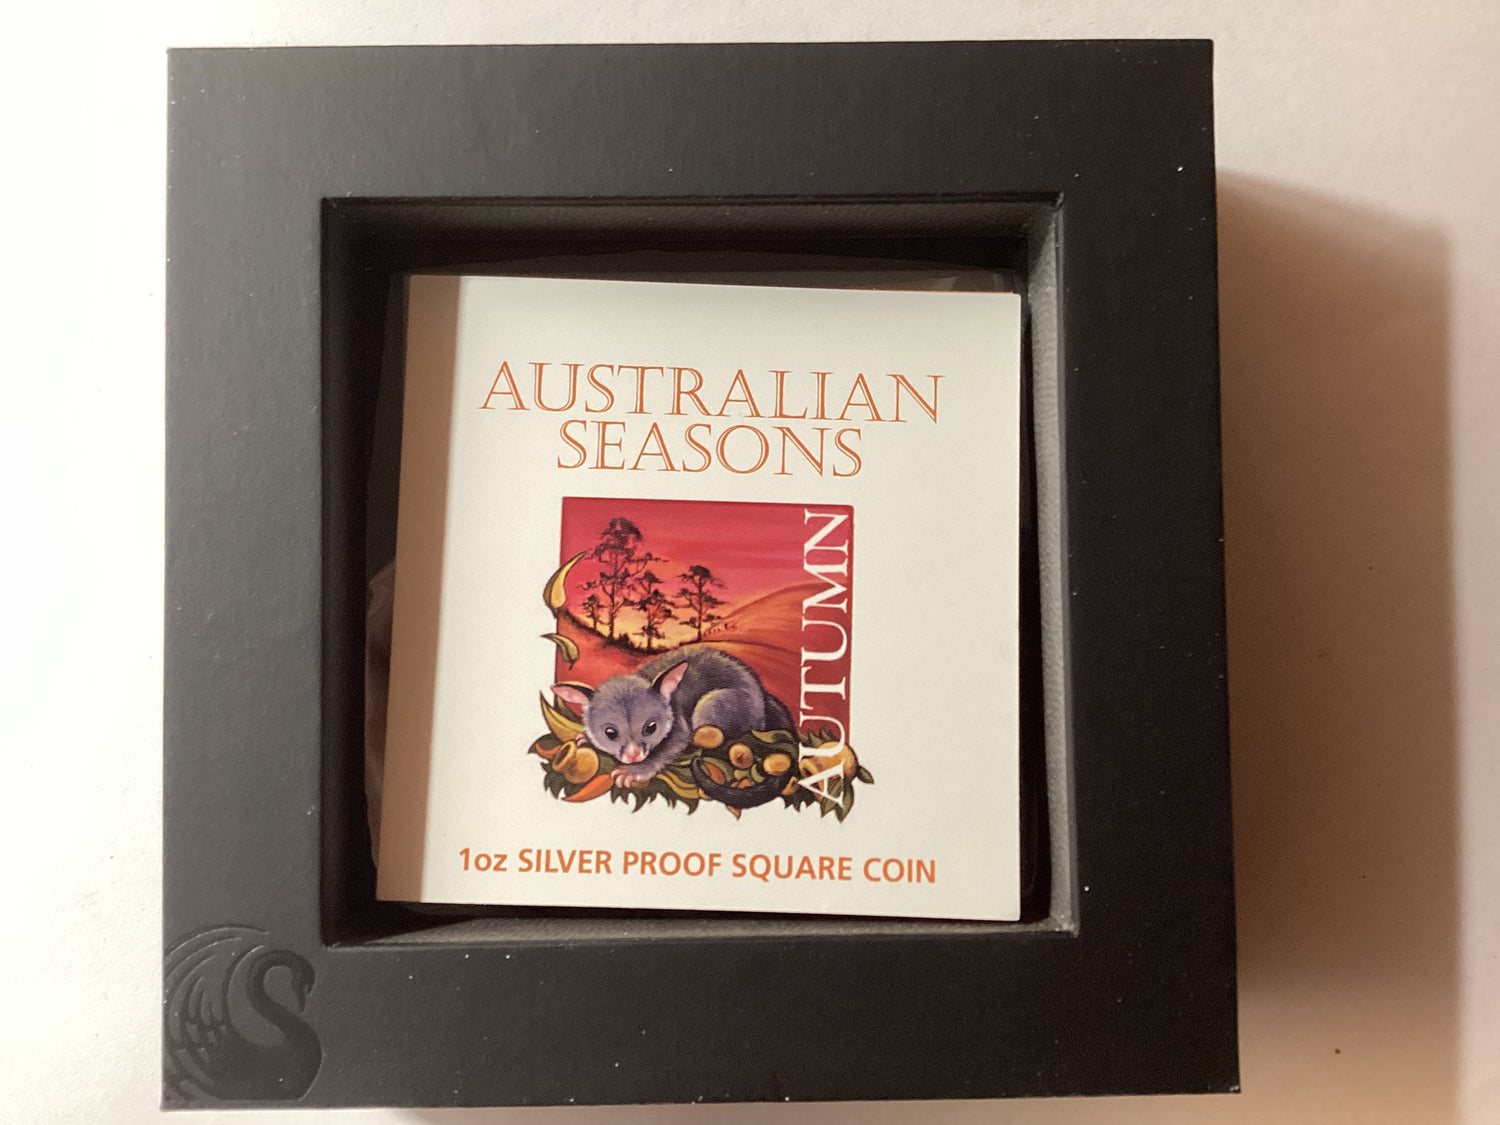 AUSTRALIAN
SEASONS
AUTUMN
1oz SILVER PROOF SQUARE COIN